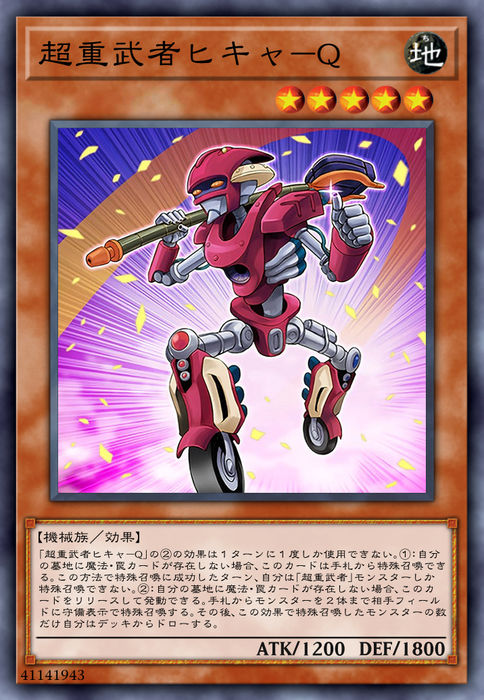 超重武者ヒキャ－Q
ち
地
【機械族／効果】
「超重武者ヒキャ－Q」の②の効果は１ターンに１度しか使用できない。①：自分
の墓地に魔法・罠カードが存在しない場合、このカードは手札から特殊召喚でき
る。この方法で特殊召喚に成功したターン、自分は「超重武者」モンスターしか
特殊召喚できない。②：自分の墓地に魔法・罠カードが存在しない場合、このカ
ードをリリースして発動できる。手札からモンスターを２体まで相手フィール
ドに守備表示で特殊召喚する。その後、この効果で特殊召喚したモンスターの数
だけ自分はデッキからドローする。
ATK/1200 DEF/1800
41141943